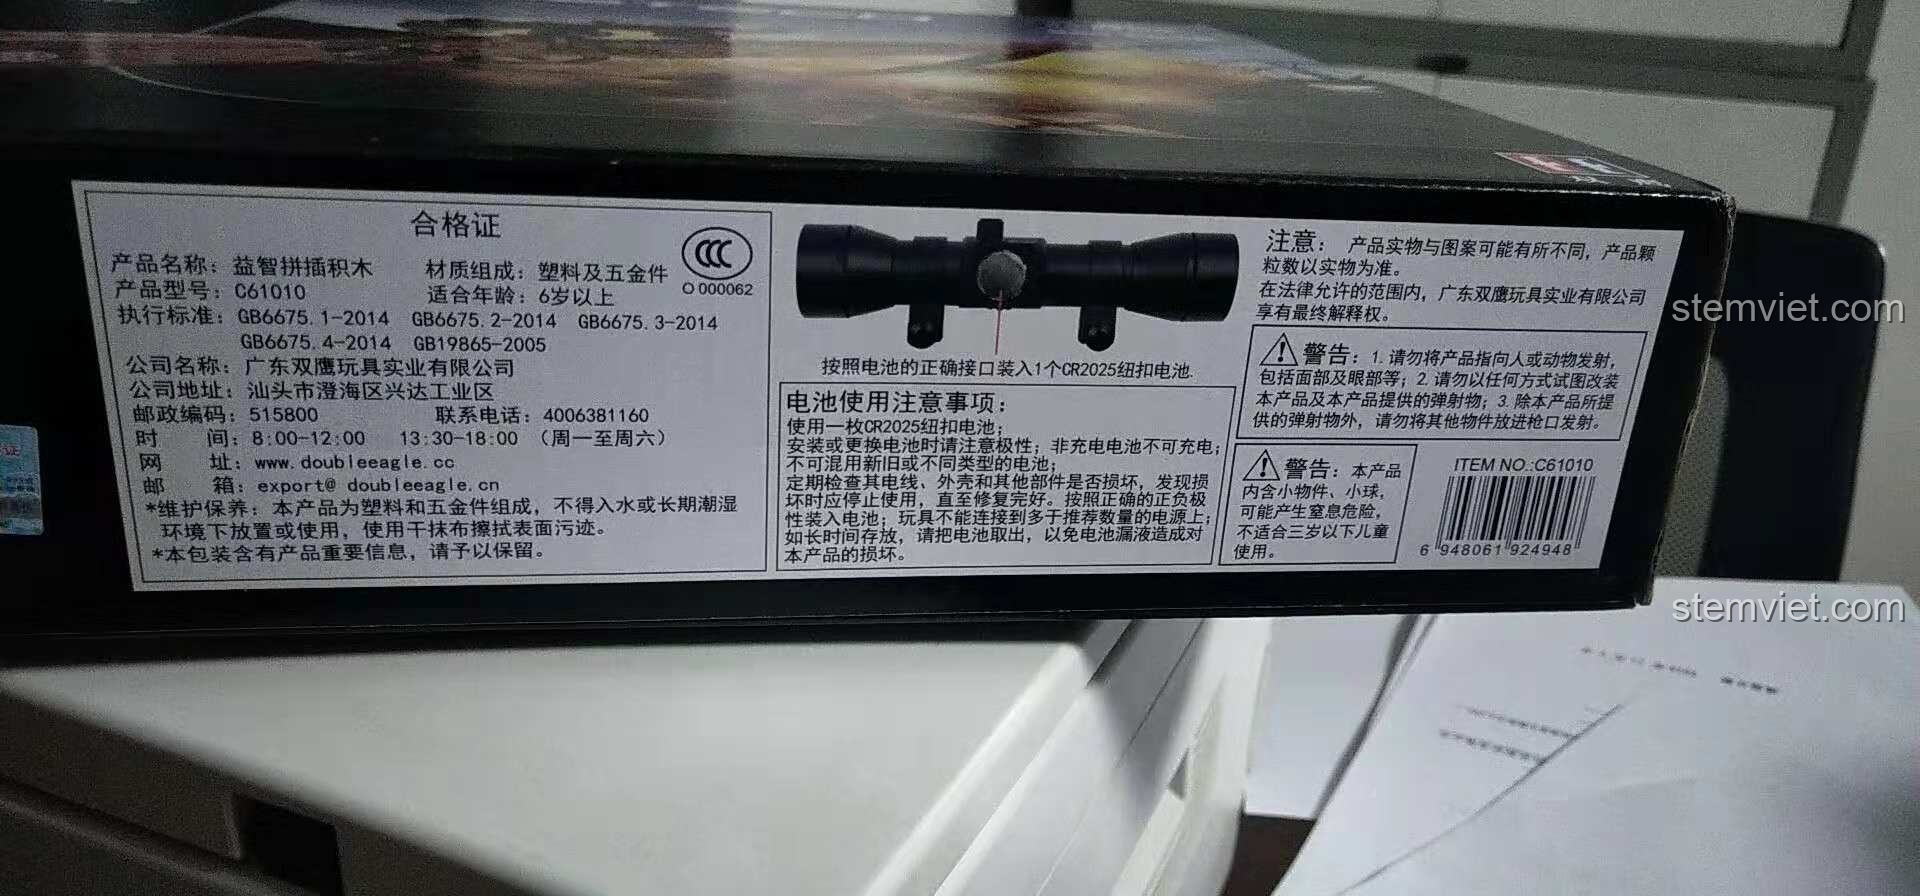 合格证
产品名称：益智拼插积木 材质组成：塑料及五金件
产品型号：C61010 适合年龄：6岁以上
CCC
O 000062
执行标准：GB6675.1-2014 GB6675.2-2014 GB6675.3-2014
GB6675.4-2014 GB19865-2005
公司名称：广东双鹰玩具实业有限公司
公司地址：汕头市澄海区兴达工业区
邮政编码：515800 联系电话：4006381160
时 间：8:00-12:00 13:30-18:00 （周一至周六）
网 址：www.doubleeagle.cc
邮 箱：export@ doubleeagle.cn
*维护保养：本产品为塑料和五金件组成，不得入水或长期潮湿
环境下放置或使用，使用干抹布擦拭表面污迹。
*本包装含有产品重要信息，请予以保留。
按照电池的正确接口装入1个CR2025纽扣电池.
电池使用注意事项：
使用一枚CR2025纽扣电池；
安装或更换电池时请注意极性；非充电电池不可充电；
不可混用新旧或不同类型的电池；
定期检查其电线、外壳和其他部件是否损坏，发现损
坏时应停止使用，直至修复完好。按照正确的正负极
性装入电池；玩具不能连接到多于推荐数量的电源上；
如长时间存放，请把电池取出，以免电池漏液造成对
本产品的损坏。
注意：产品实物与图案可能有所不同，产品颗
粒数以实物为准。
在法律允许的范围内，广东双鹰玩具实业有限公司
享有最终解释权。
警告：1.请勿将产品指向人或动物发射，
包括面部及眼部等；2.请勿以任何方式试图改装
本产品及本产品提供的弹射物；3.除本产品所提
供的弹射物外，请勿将其他物件放进枪口发射。
警告：本产品
内含小物件、小球，
可能产生窒息危险，
不适合三岁以下儿童
使用。
ITEM NO.:C61010
6 948061 924948
stemviet.com
stemviet.com